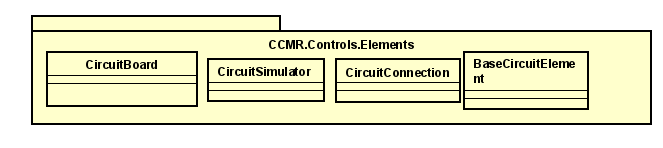 CCMR.Controls.Elements
CircuitBoard
CircuitSimulator
CircuitConnection
BaseCircuitEleme
nt